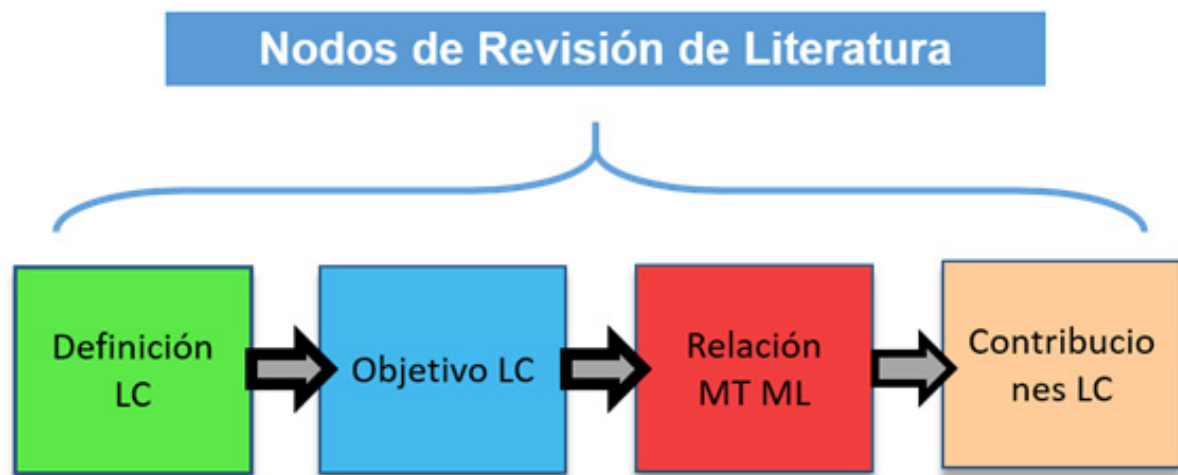 Nodos de Revisión de Literatura
Definición
LC
Objetivo LC
Relación
MT ML
Contribucio
nes LC